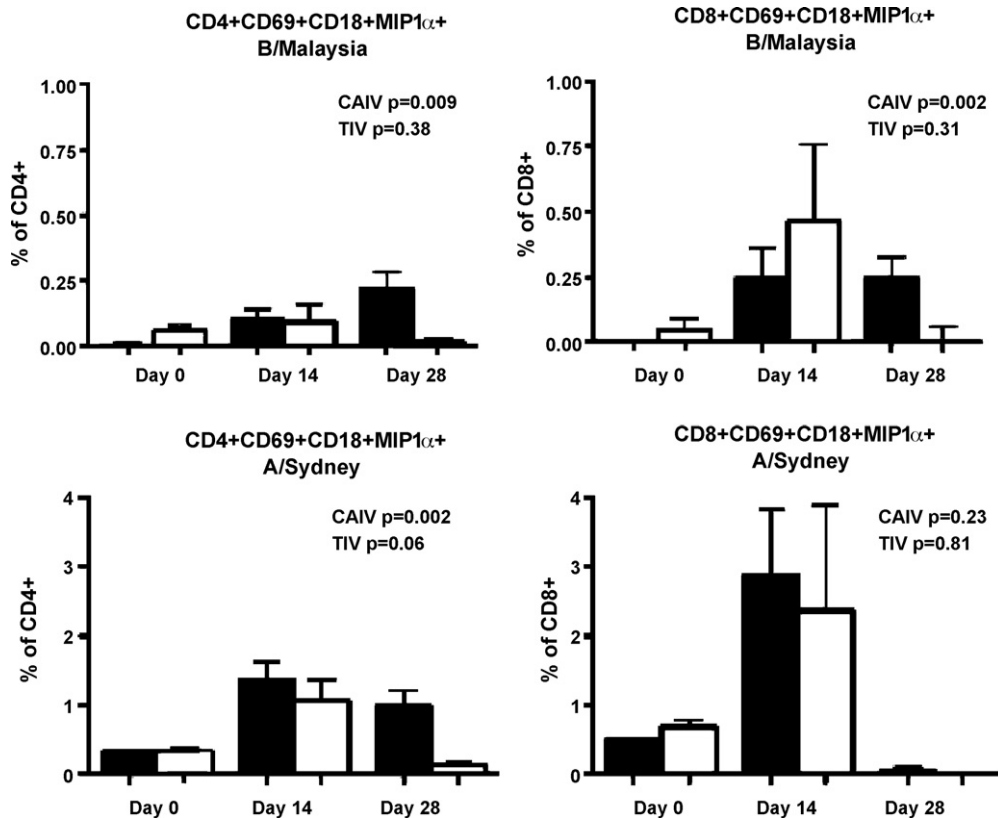 CD4+CD69+CD18+MIP1α+
B/Malaysia
CAIV p=0.009
TIV p=0.38
% of CD4+
1.00
0.75
0.50
0.25
0.00
Day 0 Day 14 Day 28
CD8+CD69+CD18+MIP1α+
B/Malaysia
CAIV p=0.002
TIV p=0.31
% of CD8+
1.00
0.75
0.50
0.25
0.00
Day 0 Day 14 Day 28
CD4+CD69+CD18+MIP1α+
A/Sydney
CAIV p=0.002
TIV p=0.06
% of CD4+
4
3
2
1
0
Day 0 Day 14 Day 28
CD8+CD69+CD18+MIP1α+
A/Sydney
CAIV p=0.23
TIV p=0.81
% of CD8+
4
3
2
1
0
Day 0 Day 14 Day 28